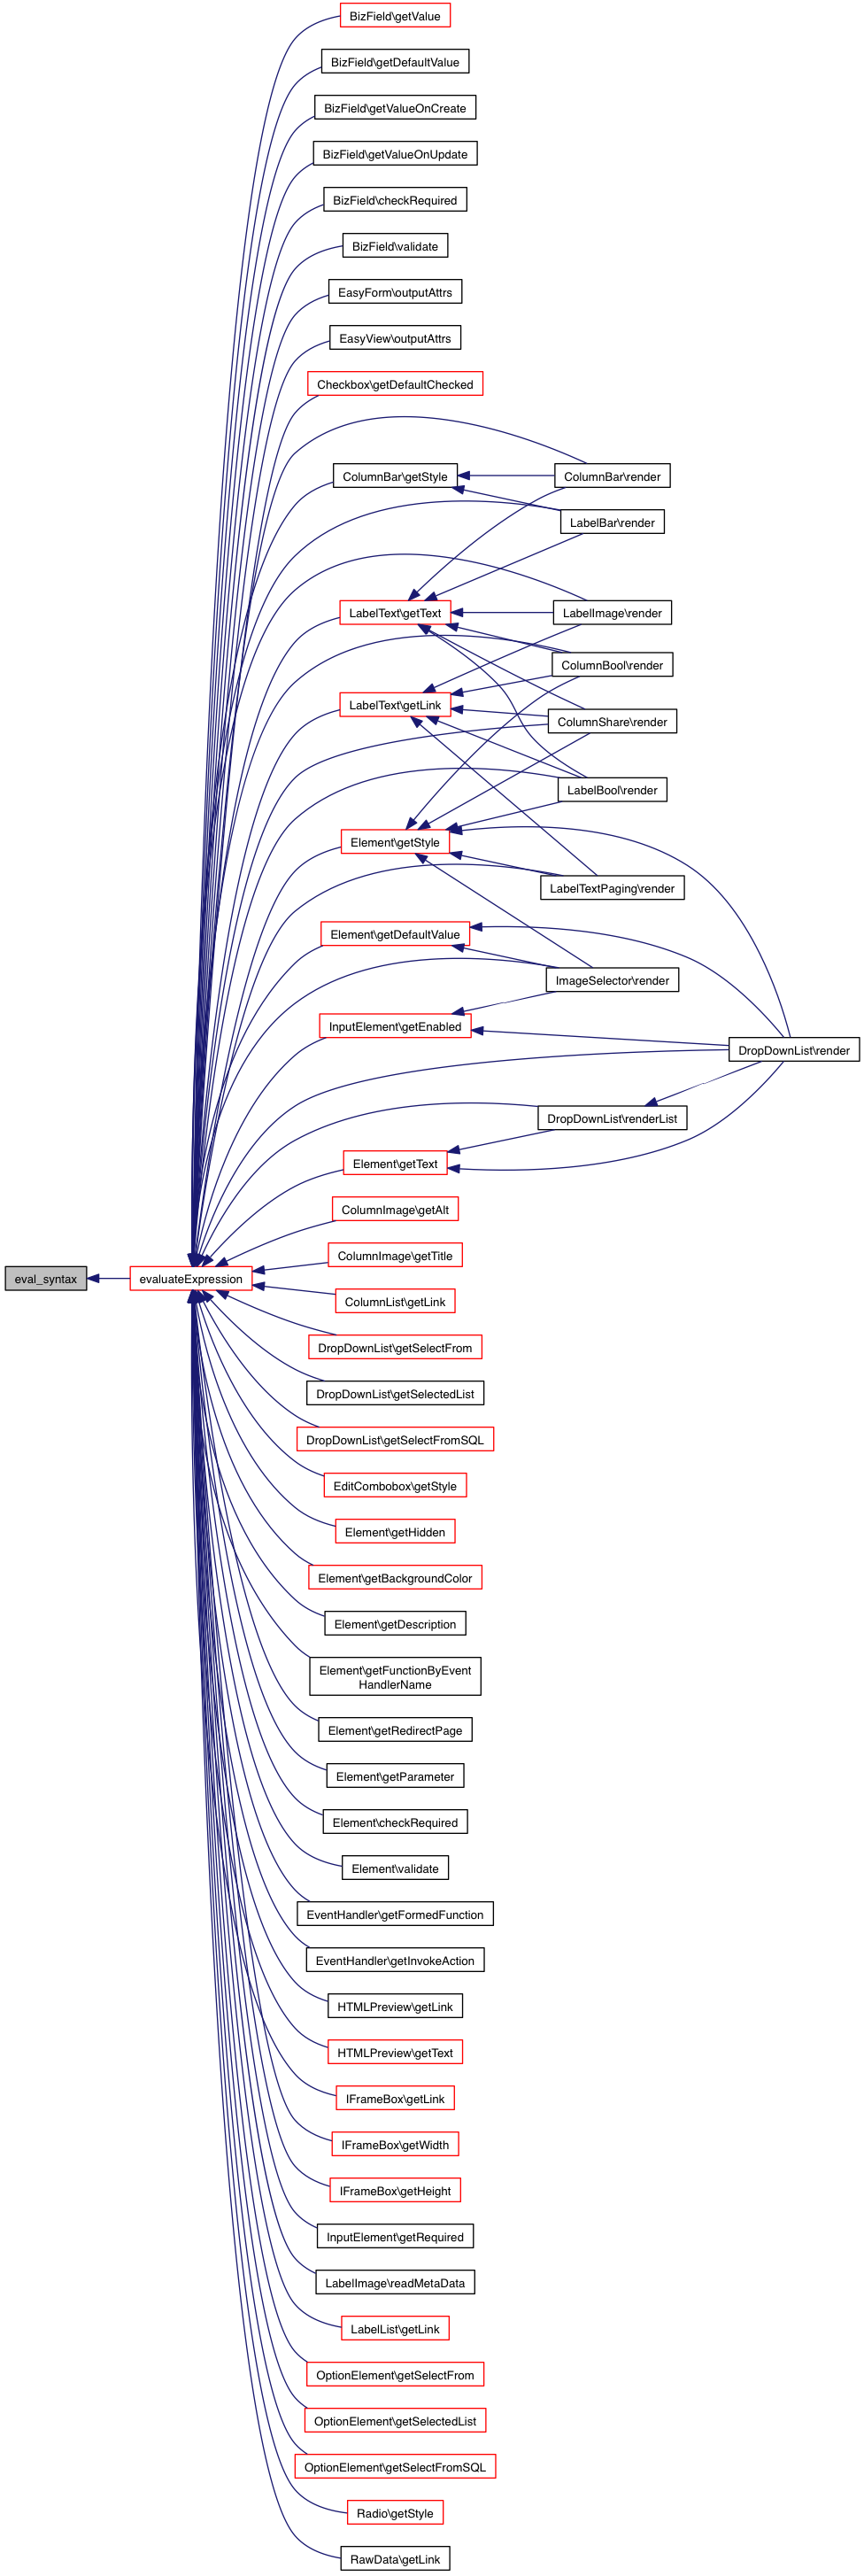 BizField\getValue
BizField\getDefaultValue
BizField\getValueOnCreate
BizField\getValueOnUpdate
BizField\checkRequired
BizField\validate
EasyForm\outputAttrs
EasyView\outputAttrs
Checkbox\getDefaultChecked
ColumnBar\getStyle
ColumnBar\render
LabelBar\render
LabelText\getText
LabelImage\render
ColumnBool\render
LabelText\getLink
ColumnShare\render
LabelBool\render
Element\getStyle
LabelTextPaging\render
Element\getDefaultValue
ImageSelector\render
InputElement\getEnabled
DropDownList\render
DropDownList\renderList
Element\getText
ColumnImage\getAlt
ColumnImage\getTitle
eval_syntax
evaluateExpression
ColumnList\getLink
DropDownList\getSelectFrom
DropDownList\getSelectedList
DropDownList\getSelectFromSQL
EditCombobox\getStyle
Element\getHidden
Element\getBackgroundColor
Element\getDescription
Element\getFunctionByEvent
HandlerName
Element\getRedirectPage
Element\getParameter
Element\checkRequired
Element\validate
EventHandler\getFormedFunction
EventHandler\getInvokeAction
HTMLPreview\getLink
HTMLPreview\getText
IFrameBox\getLink
IFrameBox\getWidth
IFrameBox\getHeight
InputElement\getRequired
LabelImage\readMetaData
LabelList\getLink
OptionElement\getSelectFrom
OptionElement\getSelectedList
OptionElement\getSelectFromSQL
Radio\getStyle
RawData\getLink